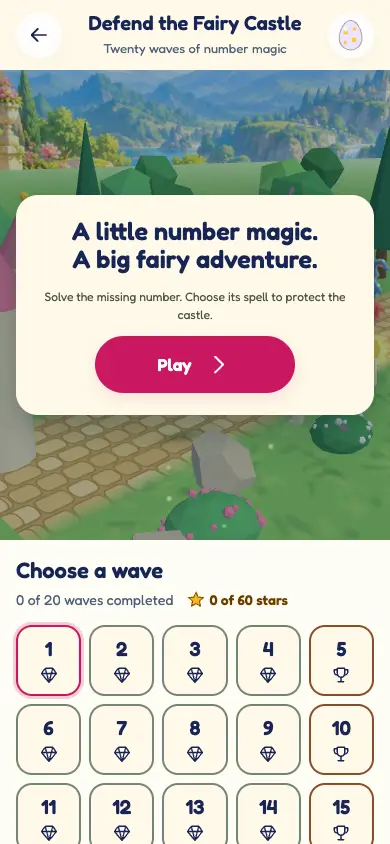 Defend the Fairy Castle
Twenty waves of number magic
A little number magic.
A big fairy adventure.
Solve the missing number. Choose its spell to protect the
castle.
Play
Choose a wave
0 of 20 waves completed 0 of 60 stars
1 2 3 4 5
6 7 8 9 10
11 12 13 14 15